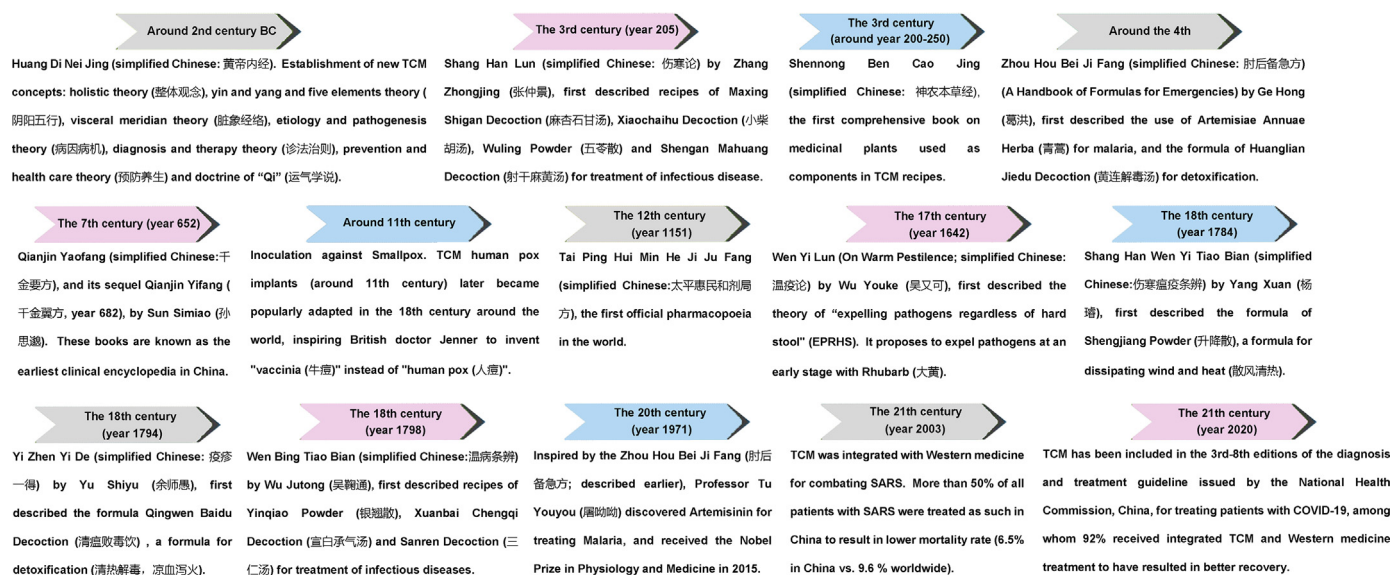 Around 2nd century BC
Huang Di Nei Jing (simplified Chinese: 黄帝内经). Establishment of new TCM
concepts: holistic theory (整体观念), yin and yang and five elements theory (
阴阳五行), visceral meridian theory (脏象经络), etiology and pathogenesis
theory (病因病机), diagnosis and therapy theory (诊法治则), prevention and
health care theory (预防养生) and doctrine of “Qi” (运气学说).
The 3rd century (year 205)
Shang Han Lun (simplified Chinese: 伤寒论) by Zhang
Zhongjing (张仲景), first described recipes of Maxing
Shigan Decoction (麻杏石甘汤), Xiaochaihu Decoction (小柴
胡汤), Wuling Powder (五苓散) and Shengan Mahuang
Decoction (射干麻黄汤) for treatment of infectious disease.
The 3rd century
(around year 200-250)
Shennong Ben Cao Jing
(simplified Chinese: 神农本草经),
the first comprehensive book on
medicinal plants used as
components in TCM recipes.
Around the 4th
Zhou Hou Bei Ji Fang (simplified Chinese: 肘后备急方)
(A Handbook of Formulas for Emergencies) by Ge Hong
(葛洪), first described the use of Artemisiae Annuae
Herba (青蒿) for malaria, and the formula of Huanglian
Jiedu Decoction (黄连解毒汤) for detoxification.
The 7th century (year 652)
Qianjin Yaofang (simplified Chinese:千
金要方), and its sequel Qianjin Yifang (
千金翼方, year 682), by Sun Simiao (孙
思邈). These books are known as the
earliest clinical encyclopedia in China.
Around 11th century
Inoculation against Smallpox. TCM human pox
implants (around 11th century) later became
popularly adapted in the 18th century around the
world, inspiring British doctor Jenner to invent
"vaccinia (牛痘)" instead of "human pox (人痘)".
The 12th century
(year 1151)
Tai Ping Hui Min He Ji Ju Fang
(simplified Chinese:太平惠民和剂局
方), the first official pharmacopoeia
in the world.
The 17th century
(year 1642)
Wen Yi Lun (On Warm Pestilence; simplified Chinese:
温疫论) by Wu Youke (吴又可), first described the
theory of “expelling pathogens regardless of hard
stool" (EPRHS). It proposes to expel pathogens at an
early stage with Rhubarb (大黄).
The 18th century
(year 1784)
Shang Han Wen Yi Tiao Bian (simplified
Chinese:伤寒瘟疫条辨) by Yang Xuan (杨
璿), first described the formula of
Shengjiang Powder (升降散), a formula for
dissipating wind and heat (散风清热).
The 18th century
(year 1794)
Yi Zhen Yi De (simplified Chinese: 疫疹
一得) by Yu Shiyu (余师愚), first
described the formula Qingwen Baidu
Decoction (清瘟败毒饮) , a formula for
detoxification (清热解毒，凉血泻火).
The 18th century
(year 1798)
Wen Bing Tiao Bian (simplified Chinese:温病条辨)
by Wu Jutong (吴鞠通), first described recipes of
Yinqiao Powder (银翘散), Xuanbai Chengqi
Decoction (宣白承气汤) and Sanren Decoction (三
仁汤) for treatment of infectious diseases.
The 20th century
(year 1971)
Inspired by the Zhou Hou Bei Ji Fang (肘后
备急方; described earlier), Professor Tu
Youyou (屠呦呦) discovered Artemisinin for
treating Malaria, and received the Nobel
Prize in Physiology and Medicine in 2015.
The 21th century
(year 2003)
TCM was integrated with Western medicine
for combating SARS. More than 50% of all
patients with SARS were treated as such in
China to result in lower mortality rate (6.5%
in China vs. 9.6 % worldwide).
The 21th century
(year 2020)
TCM has been included in the 3rd-8th editions of the diagnosis
and treatment guideline issued by the National Health
Commission, China, for treating patients with COVID-19, among
whom 92% received integrated TCM and Western medicine
treatment to have resulted in better recovery.